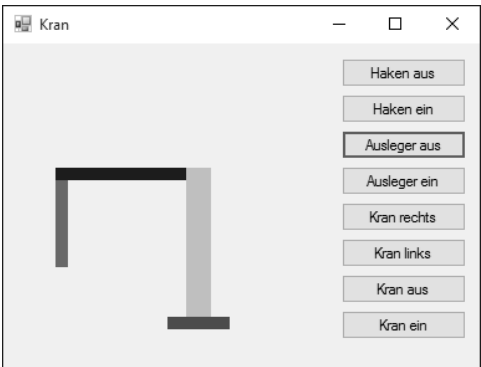 Kran
Haken aus
Haken ein
Ausleger aus
Ausleger ein
Kran rechts
Kran links
Kran aus
Kran ein